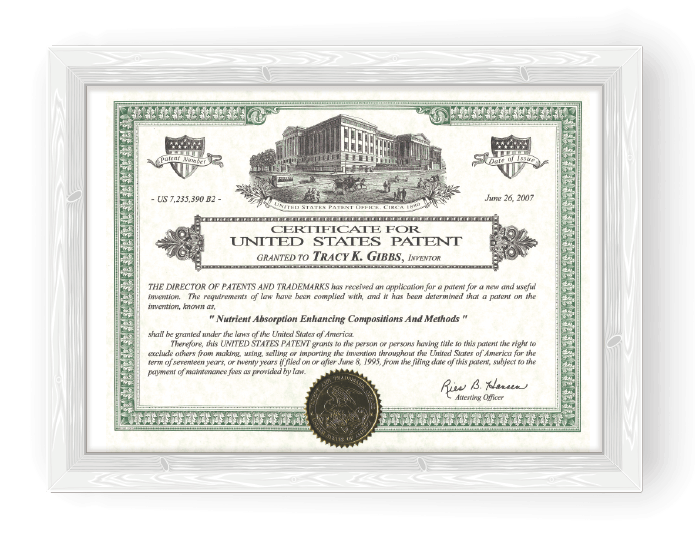 Patent Number
Date of Issue
- US 7,235,390 B2 -
June 26, 2007
UNITED STATES PATENT OFFICE, CIRCA 1880
CERTIFICATE FOR
UNITED STATES PATENT
GRANTED TO TRACY K. GIBBS, INVENTOR
THE DIRECTOR OF PATENTS AND TRADEMARKS has received an application for a patent for a new and useful
invention. The requirements of law have been complied with, and it has been determined that a patent on the
invention, known as,
" Nutrient Absorption Enhancing Compositions And Methods "
shall be granted under the laws of the United States of America.
Therefore, this UNITED STATES PATENT grants to the person or persons having title to this patent the right to
exclude others from making, using, selling or importing the invention throughout the United States of America for the
term of seventeen years, or twenty years if filed on or after June 8, 1995, from the filing date of this patent, subject to the
payment of maintenance fees as provided by law.
Attesting Officer